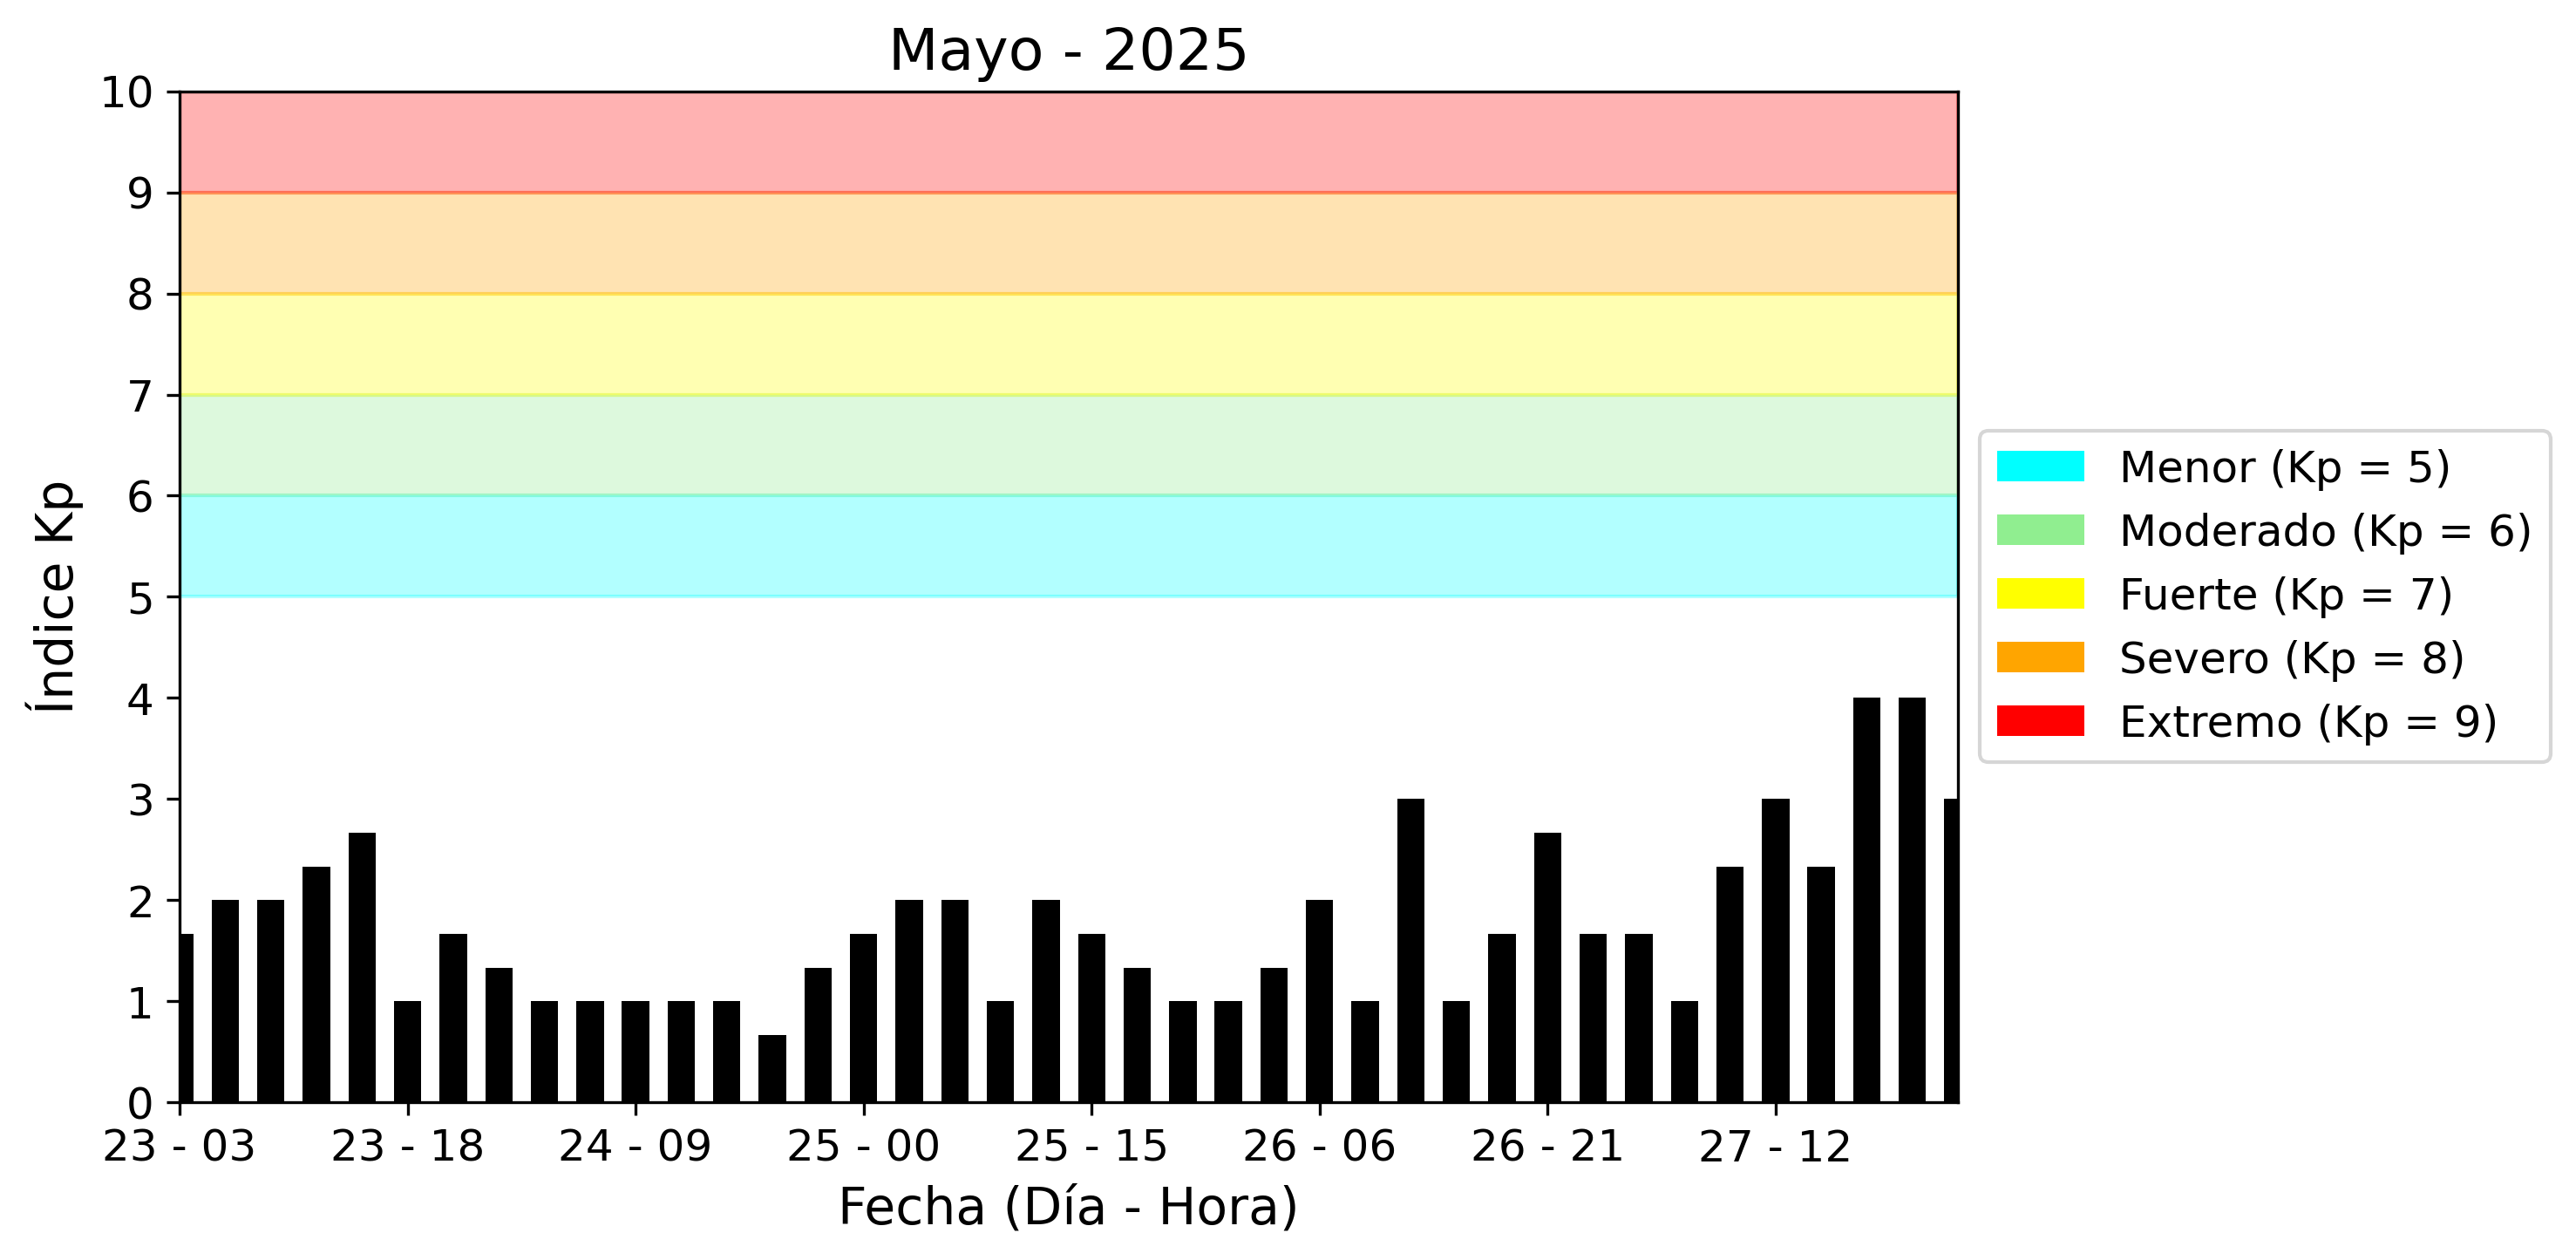 Mayo - 2025
10
9
8
7
6
5
4
3
2
1
0
Índice Kp
23 - 03
23 - 18
24 - 09
25 - 00
25 - 15
26 - 06
26 - 21
27 - 12
Fecha (Día - Hora)
Menor (Kp = 5)
Moderado (Kp = 6)
Fuerte (Kp = 7)
Severo (Kp = 8)
Extremo (Kp = 9)